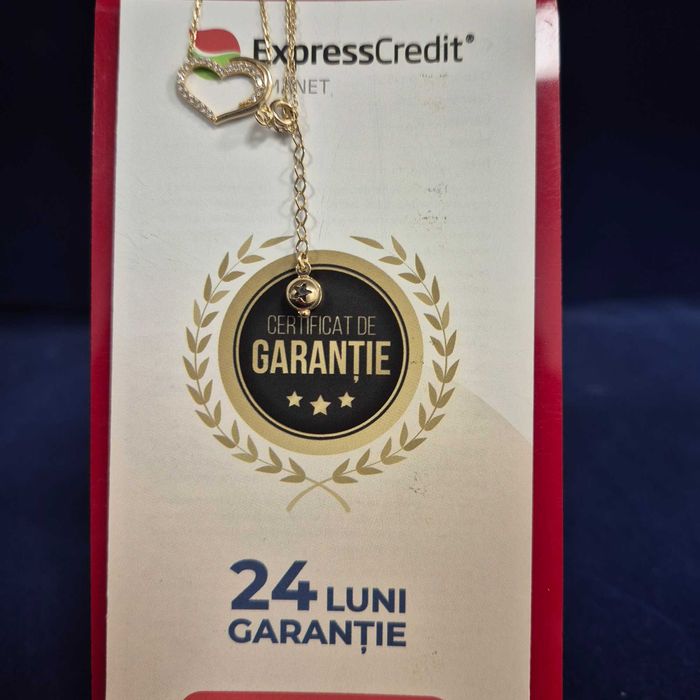 ExpressCredit®
CERTIFICAT DE
GARANȚIE
24 LUNI
GARANȚIE